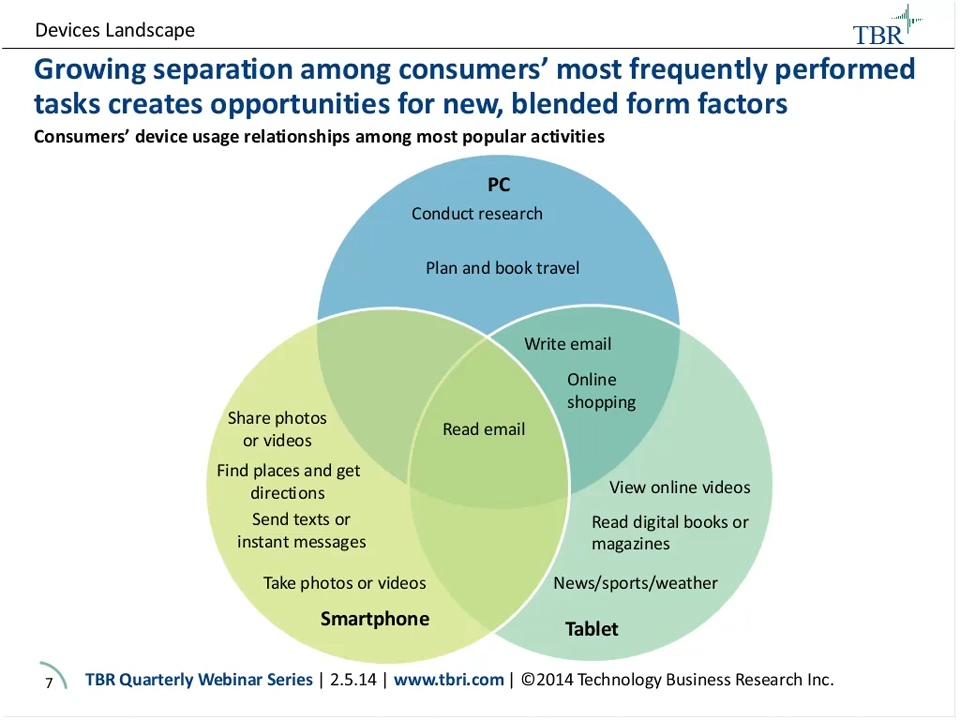 Devices Landscape
TBR
Growing separation among consumers’ most frequently performed
tasks creates opportunities for new, blended form factors
Consumers’ device usage relationships among most popular activities
PC
Conduct research
Plan and book travel
Write email
Online
shopping
Read email
Share photos
or videos
Find places and get
directions
Send texts or
instant messages
Take photos or videos
Smartphone
View online videos
Read digital books or
magazines
News/sports/weather
Tablet
7
TBR Quarterly Webinar Series | 2.5.14 | www.tbri.com | ©2014 Technology Business Research Inc.